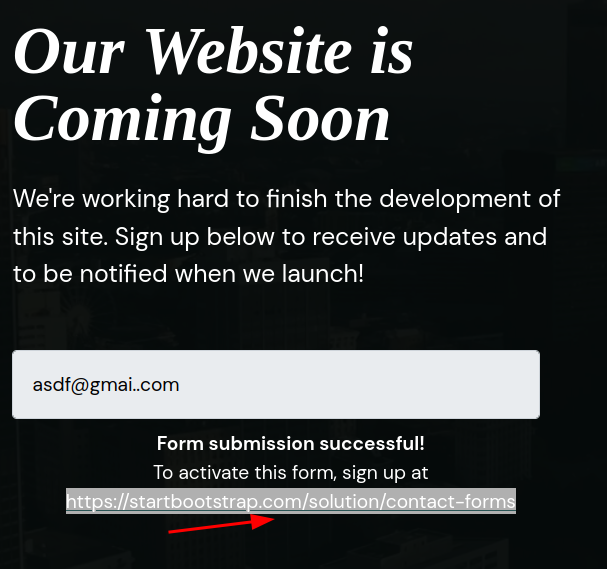 Our Website is
Coming Soon
We're working hard to finish the development of
this site. Sign up below to receive updates and
to be notified when we launch!
asdf@gmai..com
Form submission successful!
To activate this form, sign up at
https://startbootstrap.com/solution/contact-forms